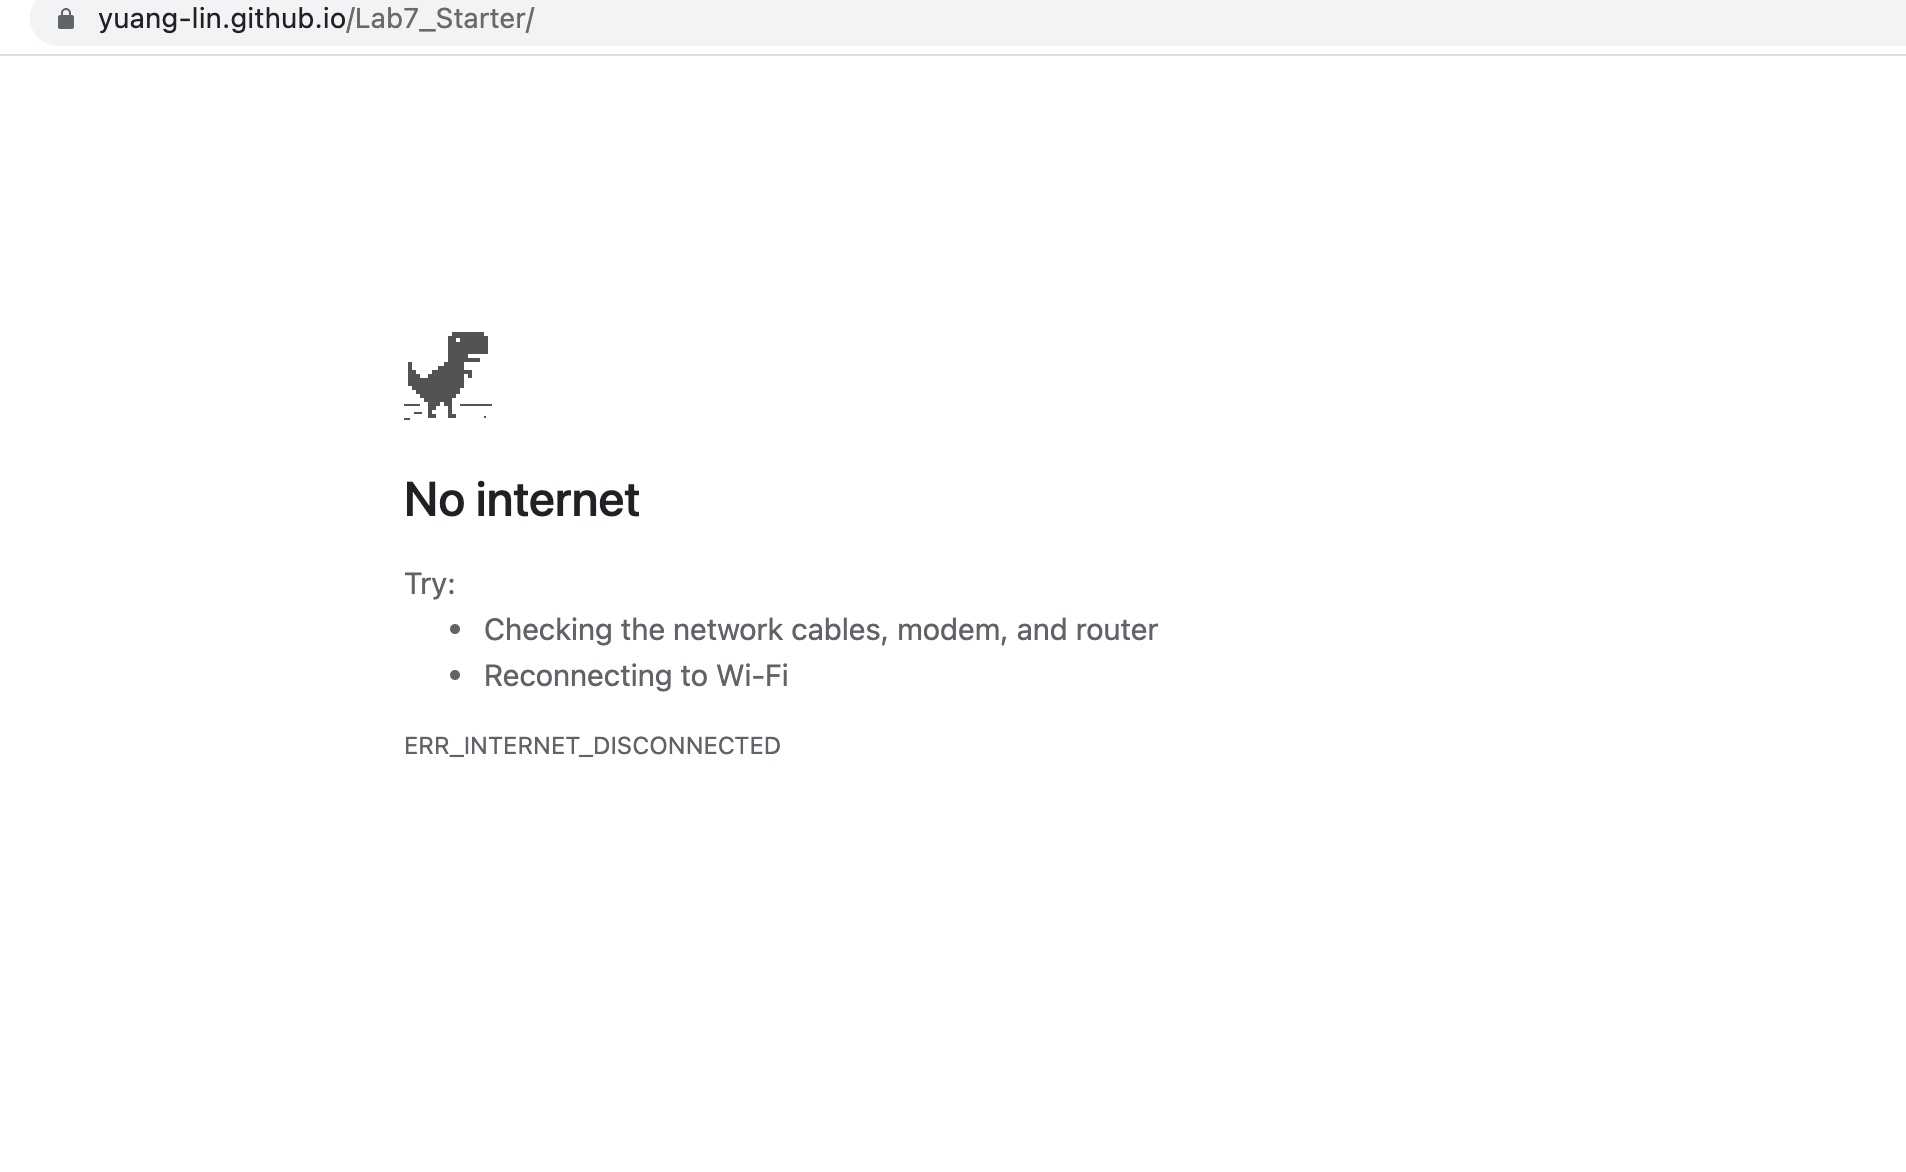 yuang-lin.github.io/Lab7_Starter/
No internet
Try:
• Checking the network cables, modem, and router
• Reconnecting to Wi-Fi
ERR_INTERNET_DISCONNECTED